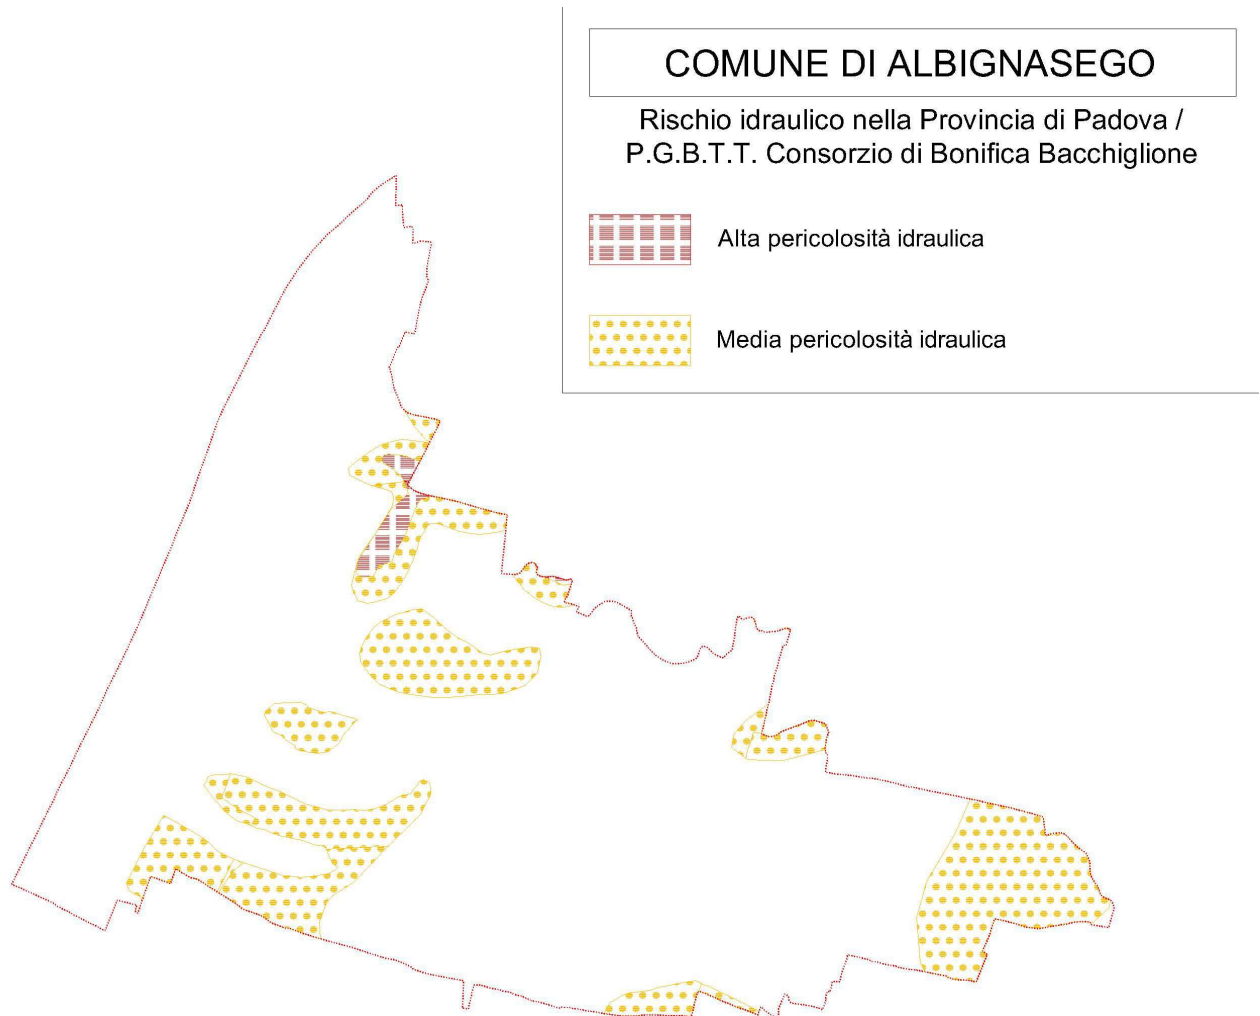 COMUNE DI ALBIGNASEGO
Rischio idraulico nella Provincia di Padova /
P.G.B.T.T. Consorzio di Bonifica Bacchiglione
Alta pericolosità idraulica
Media pericolosità idraulica